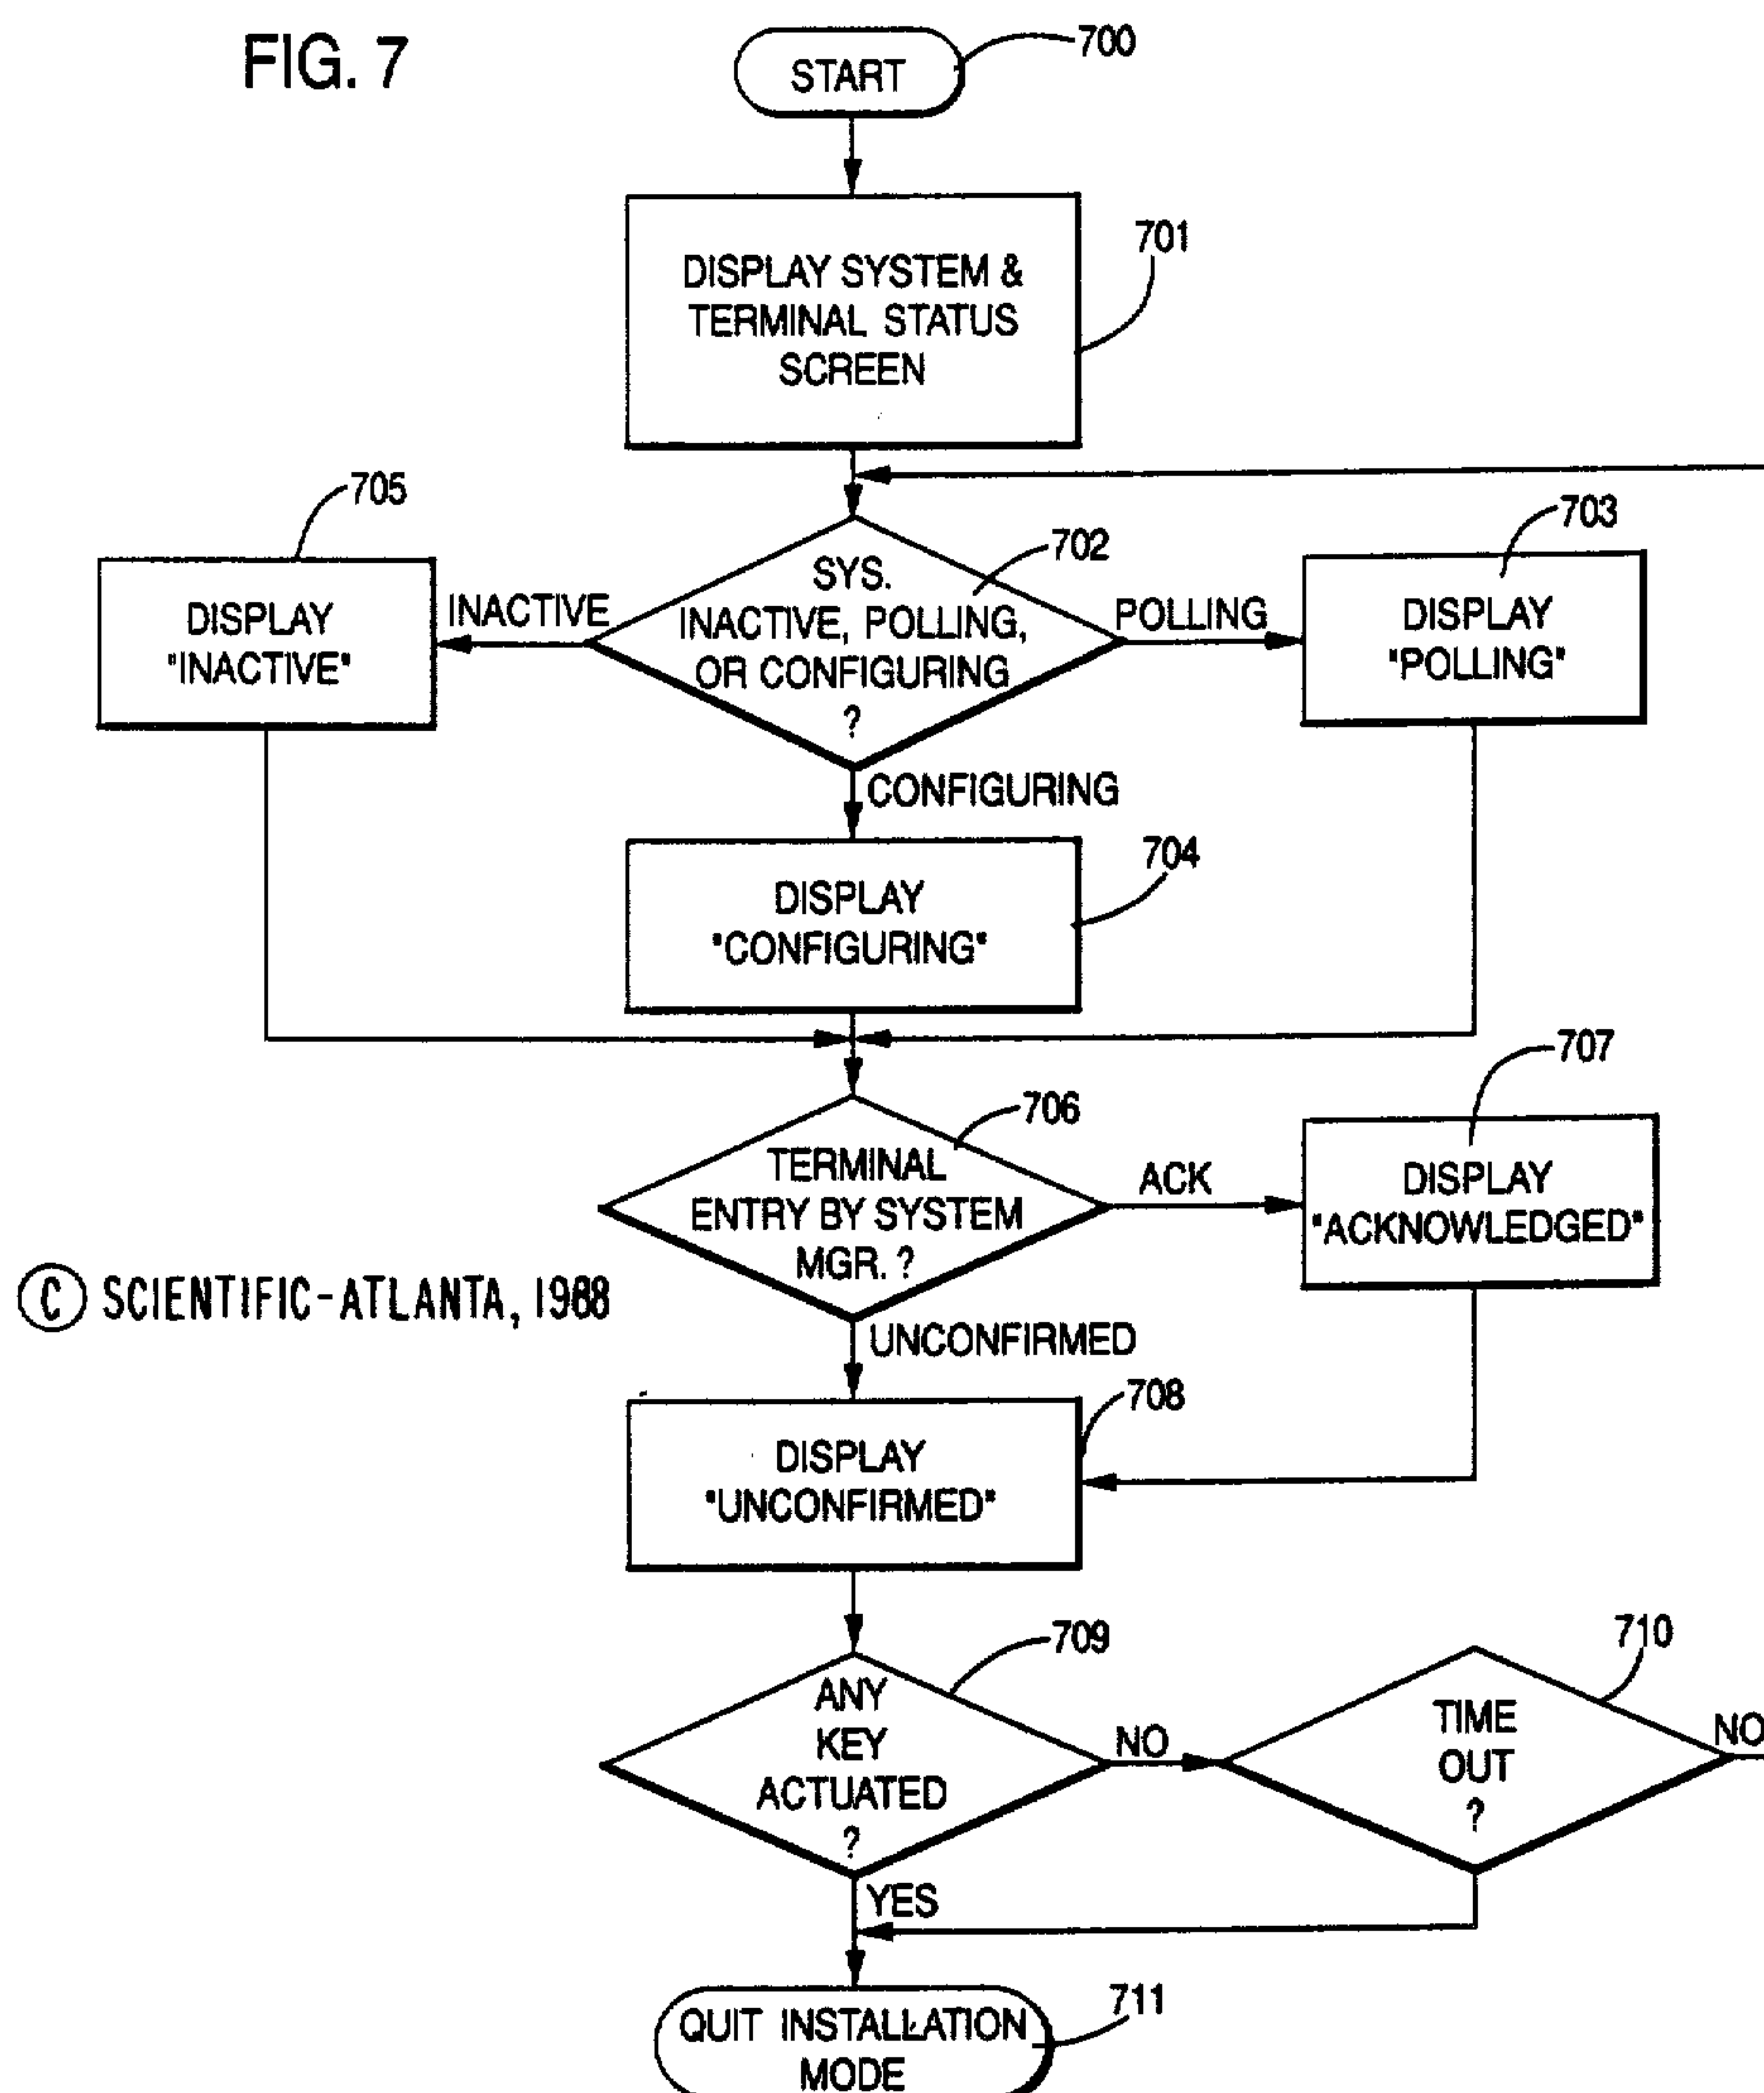 FIG. 7
700
START
701
DISPLAY SYSTEM &
TERMINAL STATUS
SCREEN
705
703
702
DISPLAY
"INACTIVE"
INACTIVE
SYS.
INACTIVE, POLLING,
OR CONFIGURING
?
POLLING
DISPLAY
"POLLING"
CONFIGURING
704
DISPLAY
"CONFIGURING"
707
706
TERMINAL
ENTRY BY SYSTEM
MGR. ?
ACK
DISPLAY
"ACKNOWLEDGED"
© SCIENTIFIC-ATLANTA, 1988
UNCONFIRMED
708
DISPLAY
"UNCONFIRMED"
709
710
ANY
KEY
ACTUATED
?
NO
TIME
OUT
?
NO
YES
711
QUIT INSTALLATION
MODE